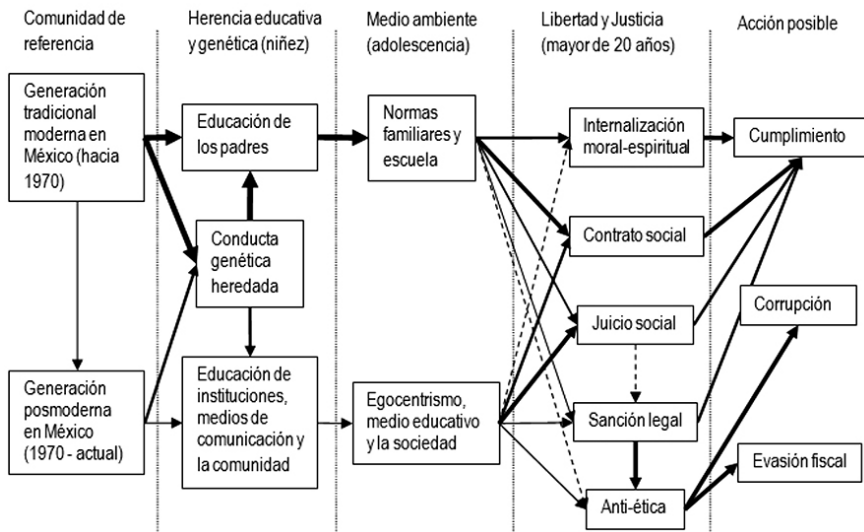 Comunidad de
referencia
Herencia educativa
y genética (niñez)
Medio ambiente
(adolescencia)
Libertad y Justicia
(mayor de 20 años)
Acción posible
Generación
tradicional
moderna en
México (hacia
1970)
Educación de
los padres
Normas
familiares y
escuela
Internalización
moral-espiritual
Cumplimiento
Conducta
genética
heredada
Contrato social
Juicio social
Corrupción
Generación
posmoderna
en México
(1970 - actual)
Educación de
instituciones,
medios de
comunicación y
la comunidad
Egocentrismo,
medio educativo
y la sociedad
Sanción legal
Evasión fiscal
Anti-ética